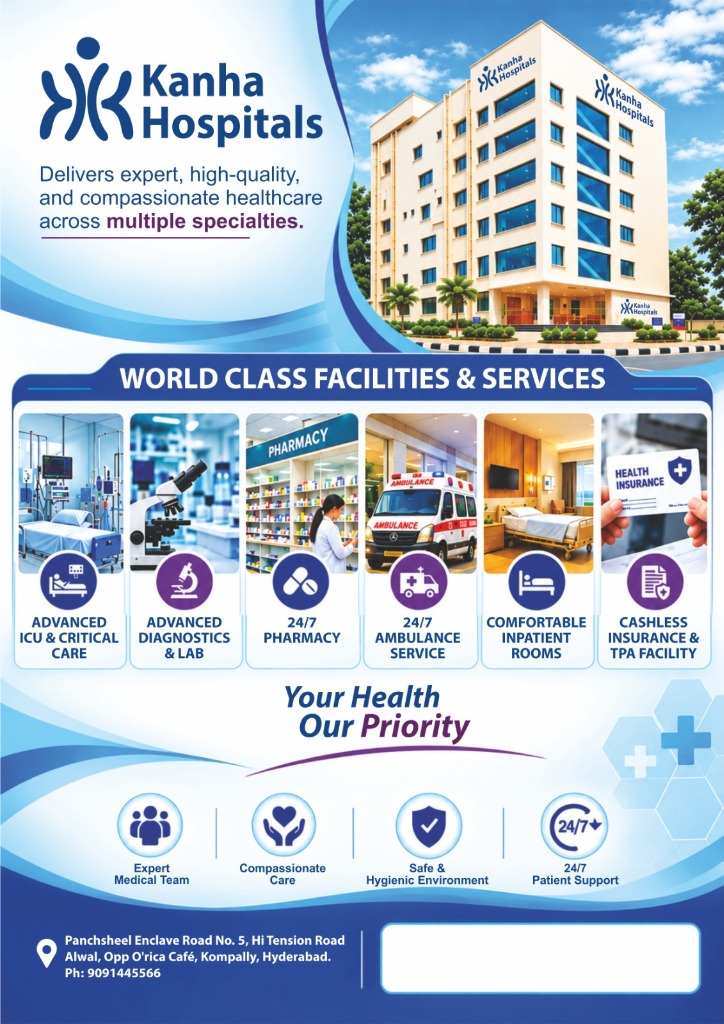 Kanha
Hospitals
Delivers expert, high-quality,
and compassionate healthcare
across multiple specialties.
Kanha
Hospitals
Kanha
Hospitals
Kanha
Hospitals
WORLD CLASS FACILITIES & SERVICES
PHARMACY
AMBULANCE
AMBULANCE
HEALTH
INSURANCE
ADVANCED
ICU & CRITICAL
CARE
ADVANCED
DIAGNOSTICS
& LAB
24/7
PHARMACY
24/7
AMBULANCE
SERVICE
COMFORTABLE
INPATIENT
ROOMS
CASHLESS
INSURANCE &
TPA FACILITY
Your Health
Our Priority
24/7
Expert
Medical Team
Compassionate
Care
Safe &
Hygienic Environment
24/7
Patient Support
Panchsheel Enclave Road No. 5, Hi Tension Road
Alwal, Opp O'rica Café, Kompally, Hyderabad.
Ph: 9091445566